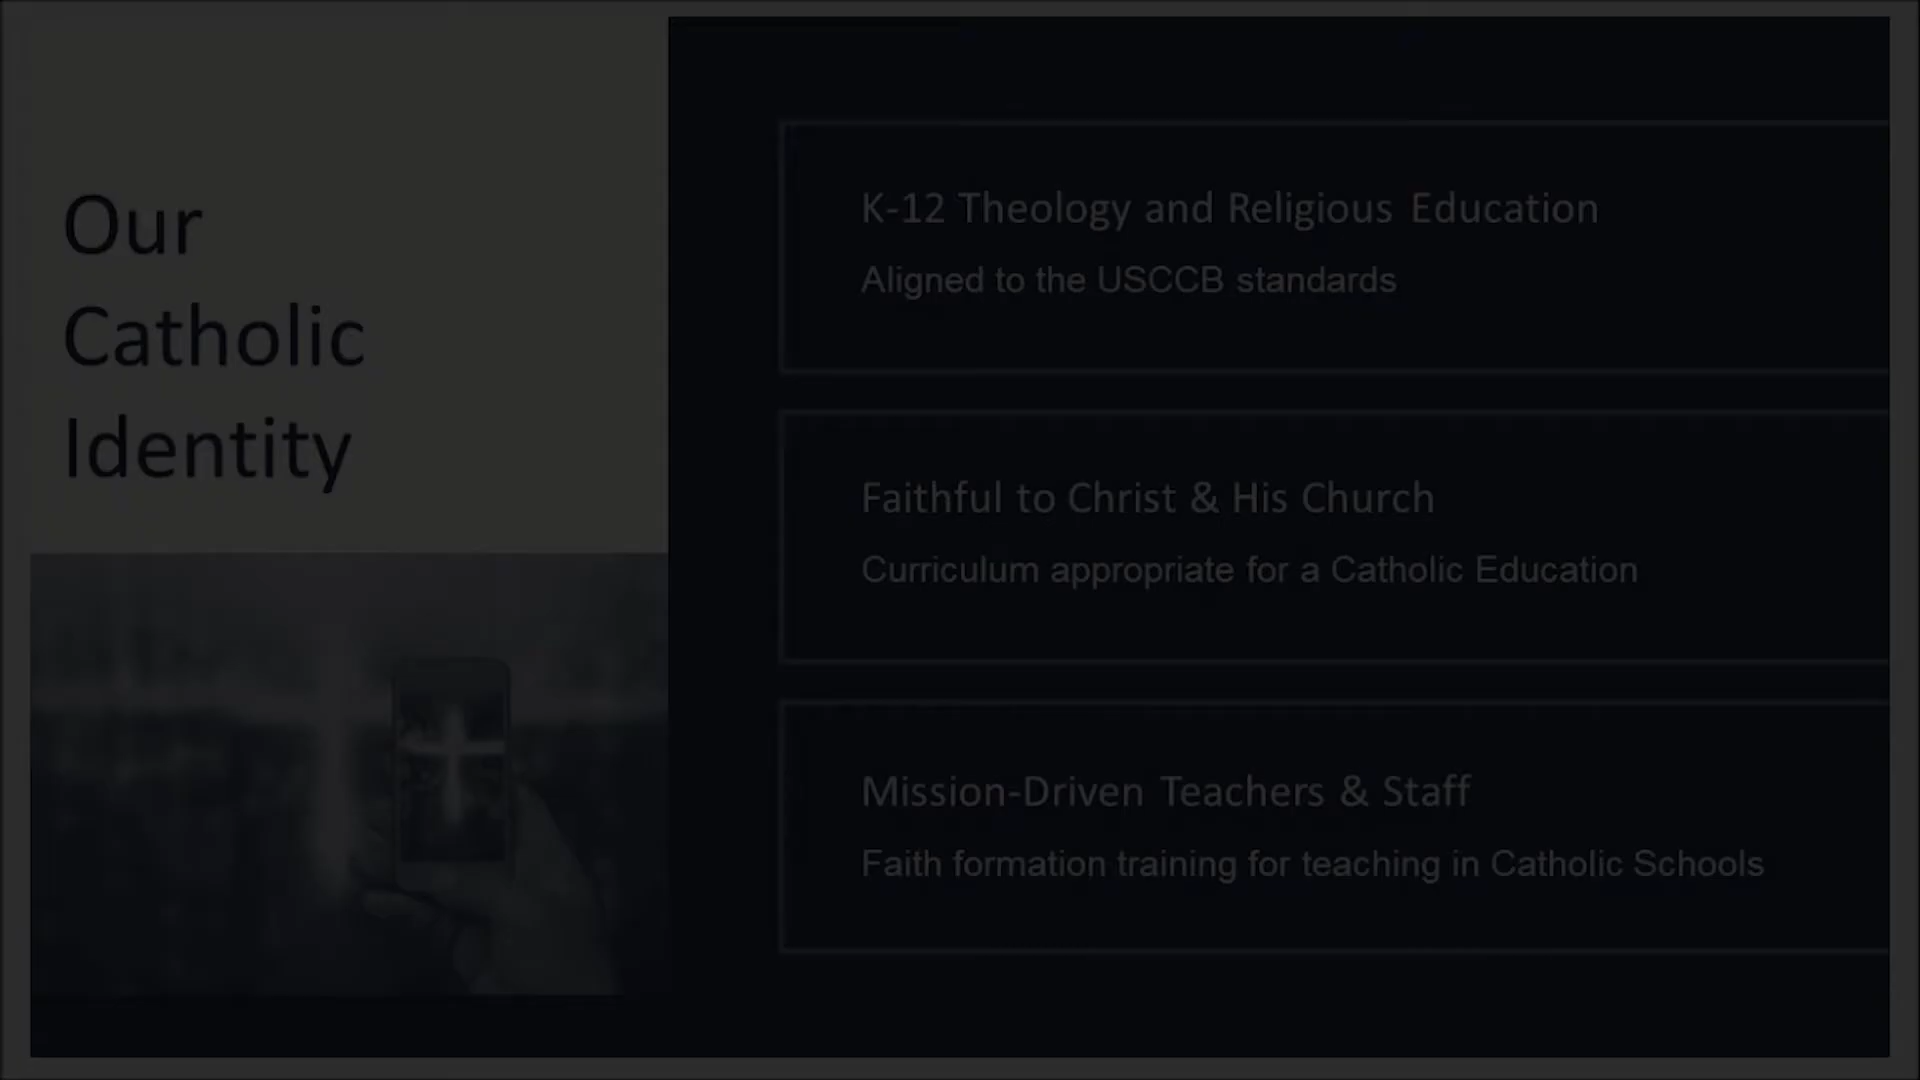 Our
Catholic
Identity
K-12 Theology and Religious Education
Aligned to the USCCB standards
Faithful to Christ & His Church
Curriculum appropriate for a Catholic Education
Mission-Driven Teachers & Staff
Faith formation training for teaching in Catholic Schools